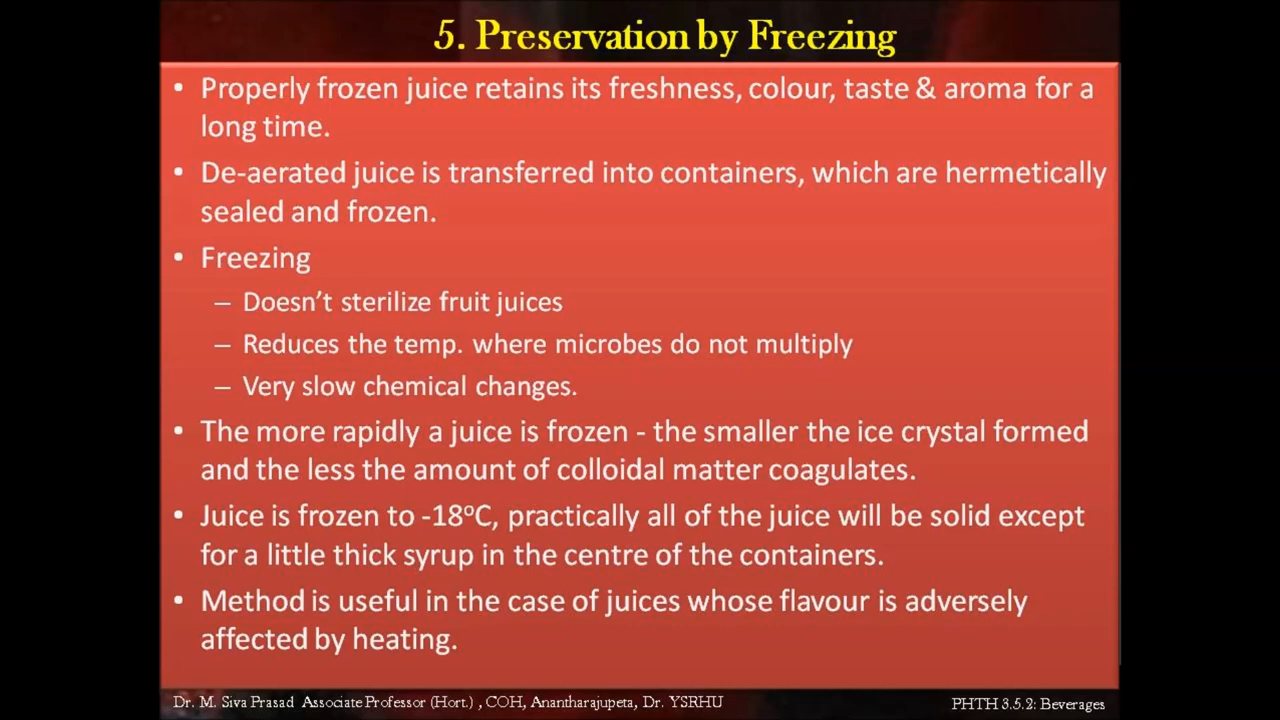 5. Preservation by Freezing
• Properly frozen juice retains its freshness, colour, taste & aroma for a
long time.
• De-aerated juice is transferred into containers, which are hermetically
sealed and frozen.
• Freezing
– Doesn't sterilize fruit juices
– Reduces the temp. where microbes do not multiply
– Very slow chemical changes.
• The more rapidly a juice is frozen - the smaller the ice crystal formed
and the less the amount of colloidal matter coagulates.
• Juice is frozen to -18ºC, practically all of the juice will be solid except
for a little thick syrup in the centre of the containers.
• Method is useful in the case of juices whose flavour is adversely
affected by heating.
Dr. M. Siva Prasad Associate Professor (Hort.) , COH, Anantharajupeta, Dr. YSRHU
PHTH 3.5.2: Beverages